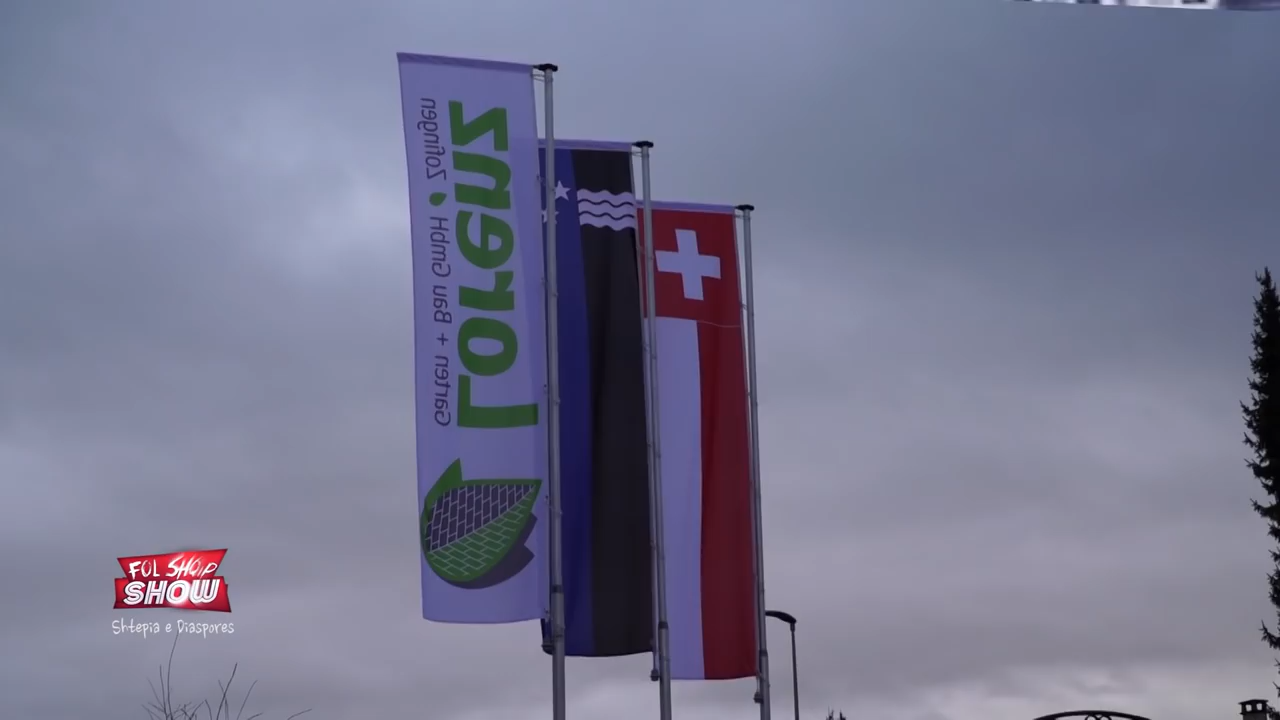 Lorenz
Garten + Bau GmbH Zofingen
FOL SHQIP
SHOW
Shtepia e Diaspores